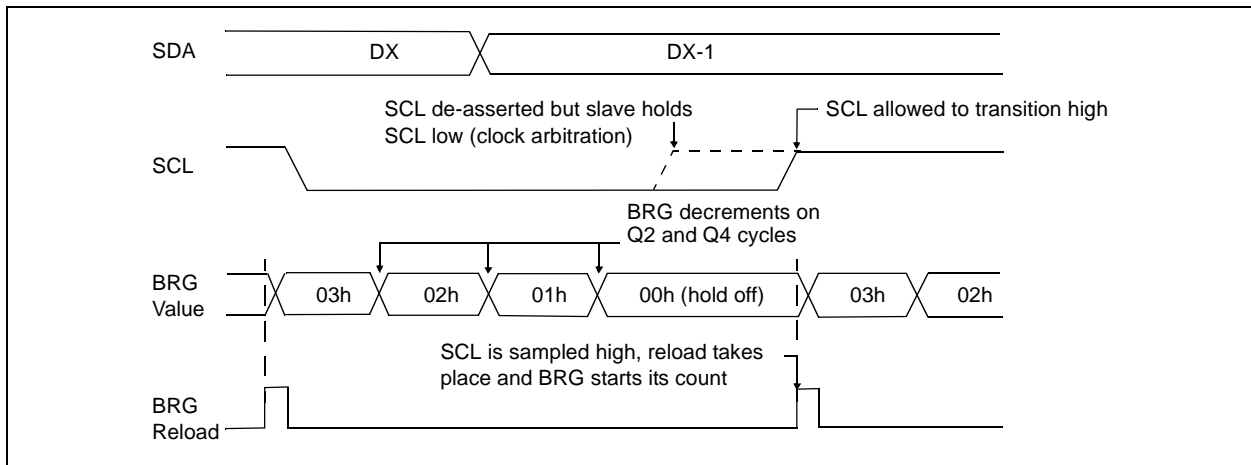 SDA
DX
DX-1
SCL de-asserted but slave holds
SCL low (clock arbitration)
SCL allowed to transition high
SCL
BRG decrements on
Q2 and Q4 cycles
BRG
Value
03h
02h
01h
00h (hold off)
03h
02h
SCL is sampled high, reload takes
place and BRG starts its count
BRG
Reload